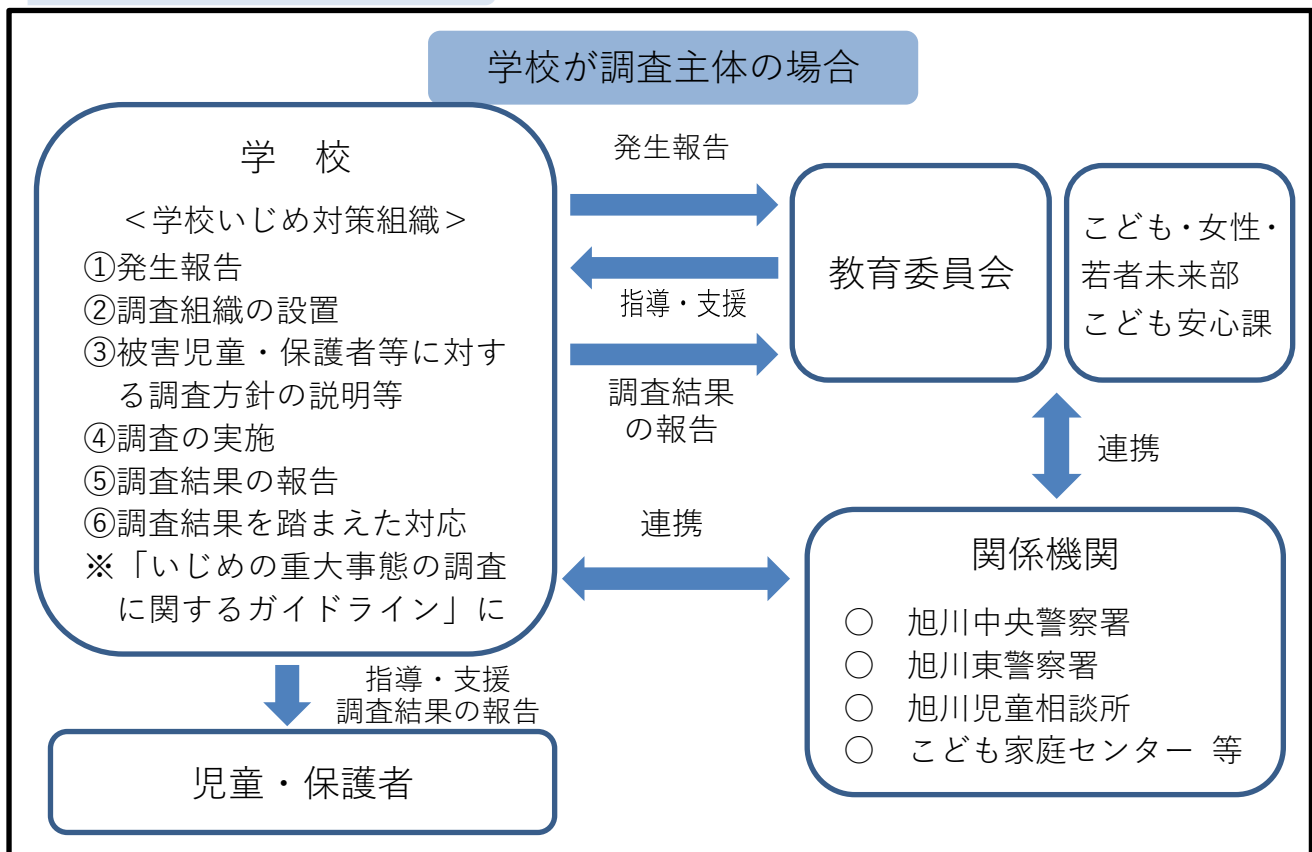 学校が調査主体の場合
学　校
＜学校いじめ対策組織＞
①発生報告
②調査組織の設置
③被害児童・保護者等に対す
る調査方針の説明等
④調査の実施
⑤調査結果の報告
⑥調査結果を踏まえた対応
※「いじめの重大事態の調査
に関するガイドライン」に
発生報告
指導・支援
調査結果
の報告
教育委員会
こども・女性・
若者未来部
こども安心課
連携
連携
関係機関
○　旭川中央警察署
○　旭川東警察署
○　旭川児童相談所
○　こども家庭センター 等
指導・支援
調査結果の報告
児童・保護者